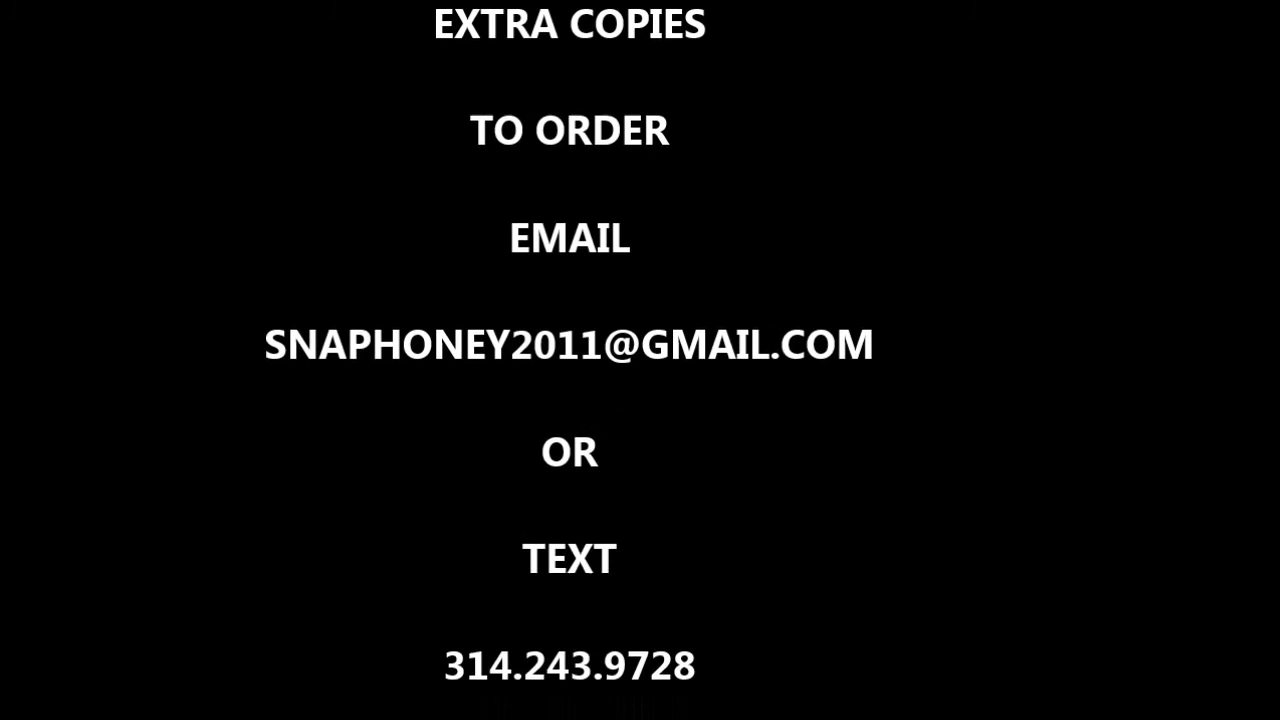 EXTRA COPIES
TO ORDER
EMAIL
SNAPHONEY2011@GMAIL.COM
OR
TEXT
314.243.9728